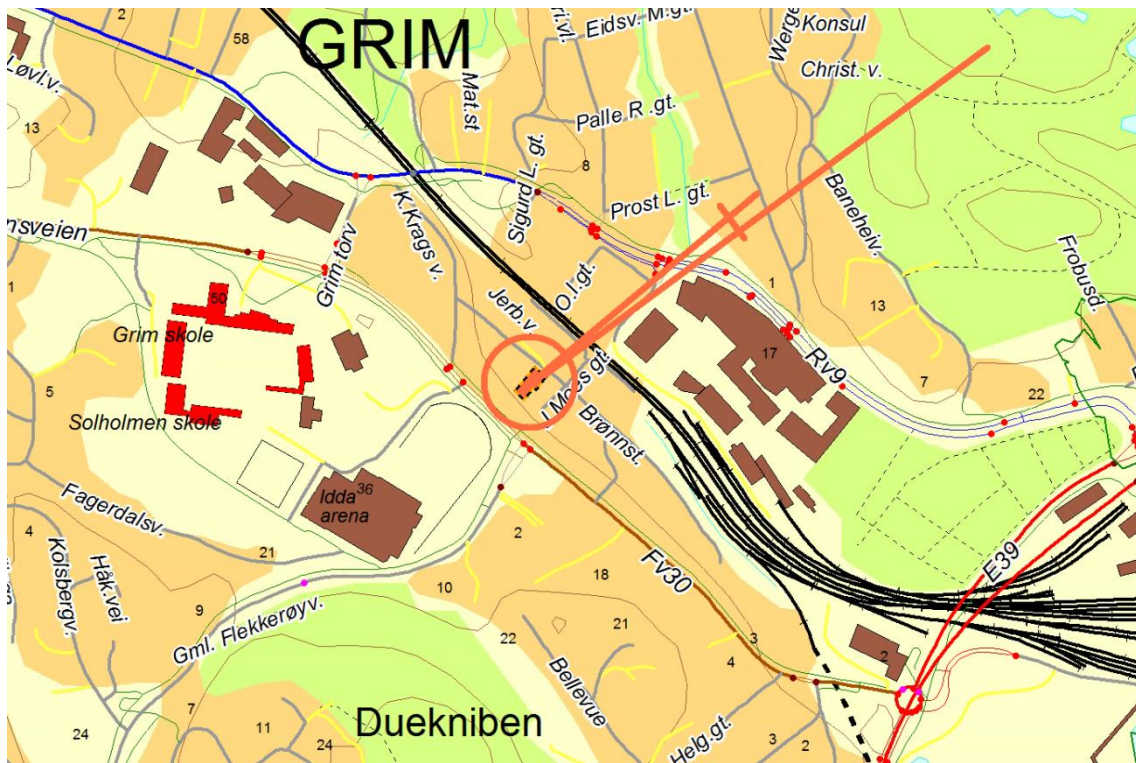 2
58
GRIM
Eidsv. M.gt.
Konsul
Løvl.v.
Christ. v.
Mat.st
Palle R .gt.
13
8
Sigurd L. gt.
Prost L. gt.
Baneheiv.
K.Krags v.
nsveien
Grim torv
O.I.gt.
Frobusd.
1
1
50
Jerb.v
13
Grim skole
17
Rv9
J Moes gt.
5
7
22
Solholmen skole
Brønnst.
Idda 36
arena
Fagerdalsv.
4
2
E39
21
Kolsbergv.
Håk.vei
10
18
Fv30
9
Gml. Flekkerøyv.
22
21
3
2
4
Bellevue
7
Duekniben
24
11
24
Helg.gt.
3
2